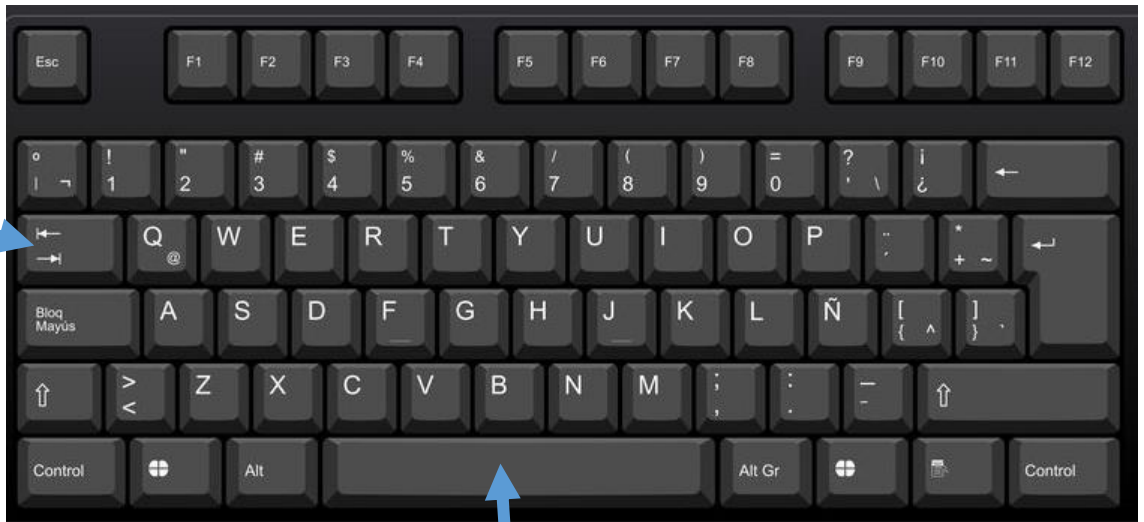 Esc F1 F2 F3 F4 F5 F6 F7 F8 F9 F10 F11 F12
° ! " # $ % & / ( ) = ? ¡
| ¬ 1 2 3 4 5 6 7 8 9 0 ' \ ¿ ←
Q W E R T Y U I O P ¨ *
@ ´ + ~
Bloq
Mayús A S D F G H J K L Ñ [ ]
{ ^ } `
⇧ > Z X C V B N M ; : — ⇧
< , . -
Control Alt Alt Gr Control